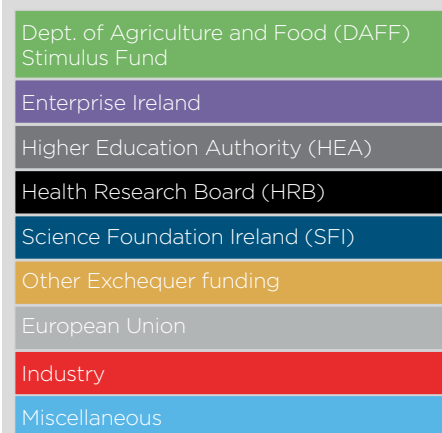 Dept. of Agriculture and Food (DAFF)
Stimulus Fund
Enterprise Ireland
Higher Education Authority (HEA)
Health Research Board (HRB)
Science Foundation Ireland (SFI)
Other Exchequer funding
European Union
Industry
Miscellaneous